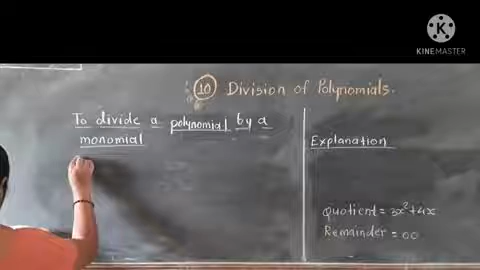 KINEMASTER
10 Division of Polynomials.
To divide a polynomial by a
monomial
Explanation
quotient = 3x²+4x
Remainder = 00